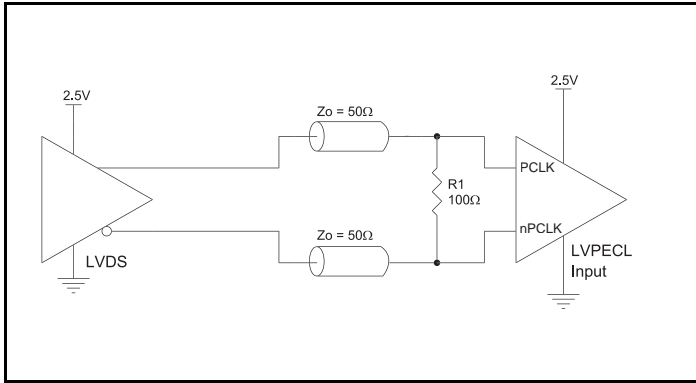 2.5V
2.5V
Zo = 50Ω
PCLK
R1
100Ω
nPCLK
Zo = 50Ω
LVDS
LVPECL
Input